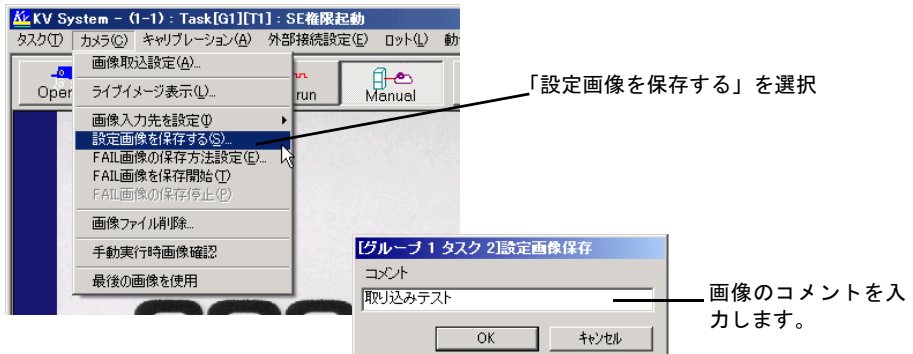 KV System - (1-1) : Task[G1][T1] : SE権限起動
タスク(T) カメラ(C) キャリブレーション(A) 外部接続設定(E) ロット(L)
画像取込設定(A)...
ライブイメージ表示(L)...
Oper
run
Manual
画像入力先を設定(I)
設定画像を保存する(S)...
FAIL画像の保存方法設定(E)...
FAIL画像を保存開始(T)
FAIL画像の保存停止(P)
画像ファイル削除...
手動実行時画像確認
最後の画像を使用
「設定画像を保存する」を選択
[グループ 1 タスク 2]設定画像保存
コメント
取り込みテスト
OK キャンセル
画像のコメントを入
力します。